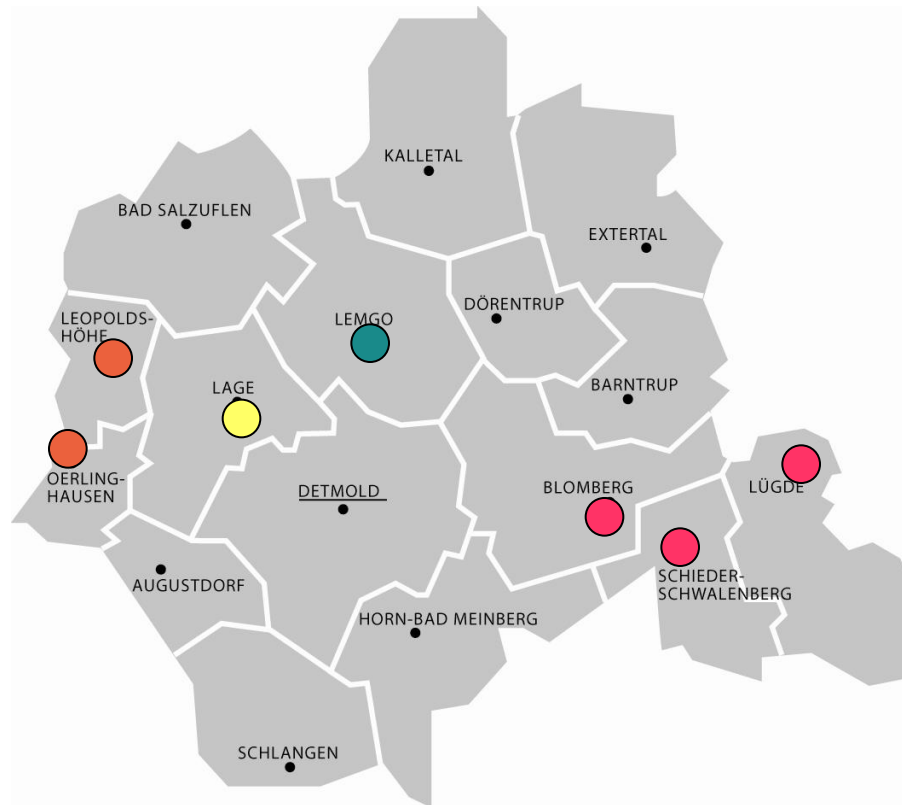 KALLETAL
BAD SALZUFLEN
EXTERTAL
DÖRENTRUP
LEOPOLDS-
HÖHE
LEMGO
LAGE
BARNTRUP
OERLING-
HAUSEN
DETMOLD
BLOMBERG
LÜGDE
AUGUSTDORF
SCHIEDER-
SCHWALENBERG
HORN-BAD MEINBERG
SCHLANGEN